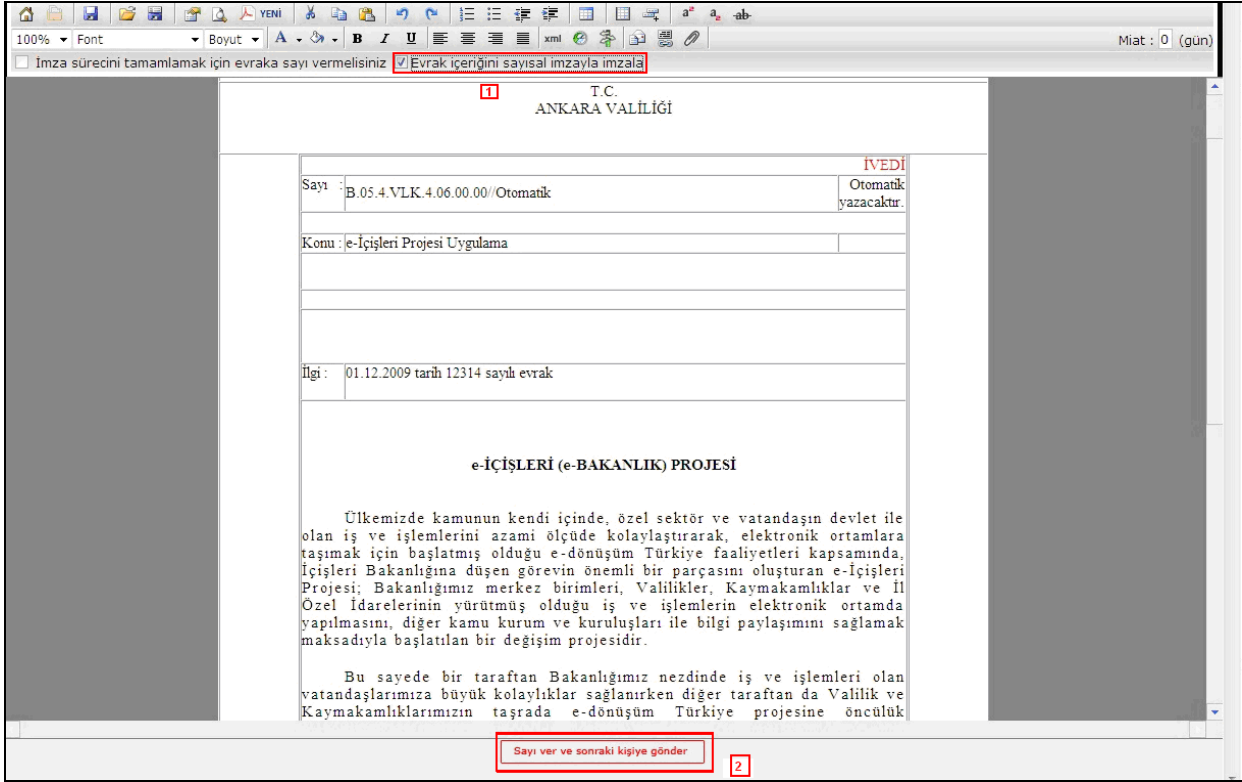 YENİ
100% Font Boyut A B I U xml Miat : 0 (gün)
İmza sürecini tamamlamak için evraka sayı vermelisiniz Evrak içeriğini sayısal imzayla imzala
1
T.C.
ANKARA VALİLİĞİ
İVEDİ
Sayı : B.05.4.VLK.4.06.00.00//Otomatik Otomatik
yazacaktır.
Konu : e-İçişleri Projesi Uygulama
İlgi : 01.12.2009 tarih 12314 sayılı evrak
e-İÇİŞLERİ (e-BAKANLIK) PROJESİ
Ülkemizde kamunun kendi içinde, özel sektör ve vatandaşın devlet ile
olan iş ve işlemlerini azami ölçüde kolaylaştırarak, elektronik ortamlara
taşımak için başlatmış olduğu e-dönüşüm Türkiye faaliyetleri kapsamında,
İçişleri Bakanlığına düşen görevin önemli bir parçasını oluşturan e-İçişleri
Projesi; Bakanlığımız merkez birimleri, Valilikler, Kaymakamlıklar ve İl
Özel İdarelerinin yürütmüş olduğu iş ve işlemlerin elektronik ortamda
yapılmasını, diğer kamu kurum ve kuruluşları ile bilgi paylaşımını sağlamak
maksadıyla başlatılan bir değişim projesidir.
Bu sayede bir taraftan Bakanlığımız nezdinde iş ve işlemleri olan
vatandaşlarımıza büyük kolaylıklar sağlanırken diğer taraftan da Valilik ve
Kaymakamlıklarımızın taşrada e-dönüşüm Türkiye projesine öncülük
Sayı ver ve sonraki kişiye gönder
2